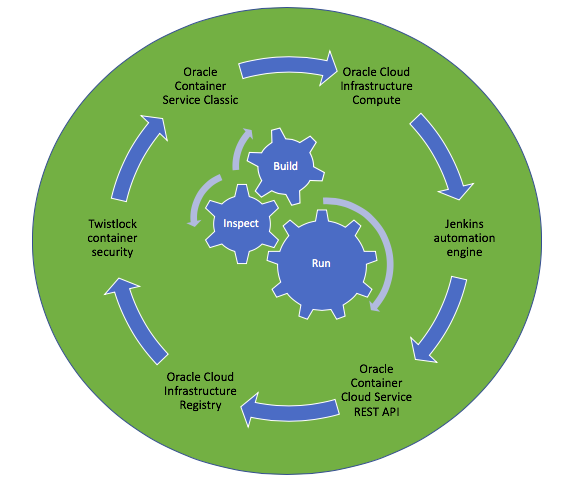 Oracle
Container
Service Classic
Oracle Cloud
Infrastructure
Compute
Build
Inspect
Run
Twistlock
container
security
Jenkins
automation
engine
Oracle Cloud
Infrastructure
Registry
Oracle
Container
Cloud Service
REST API